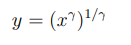 y = (x^γ)^{1/γ}